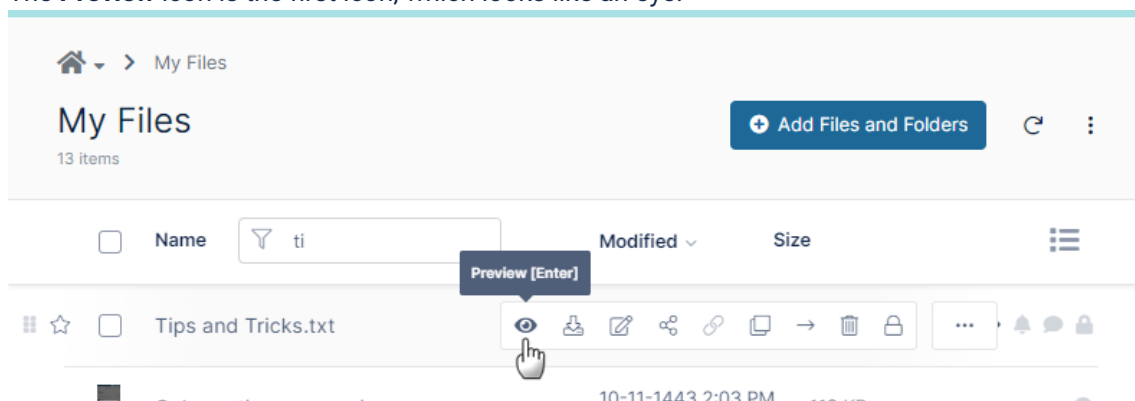 My Files
My Files
13 items
Add Files and Folders
Name
ti
Modified
Size
Preview [Enter]
Tips and Tricks.txt
10-11-1443 2:03 PM